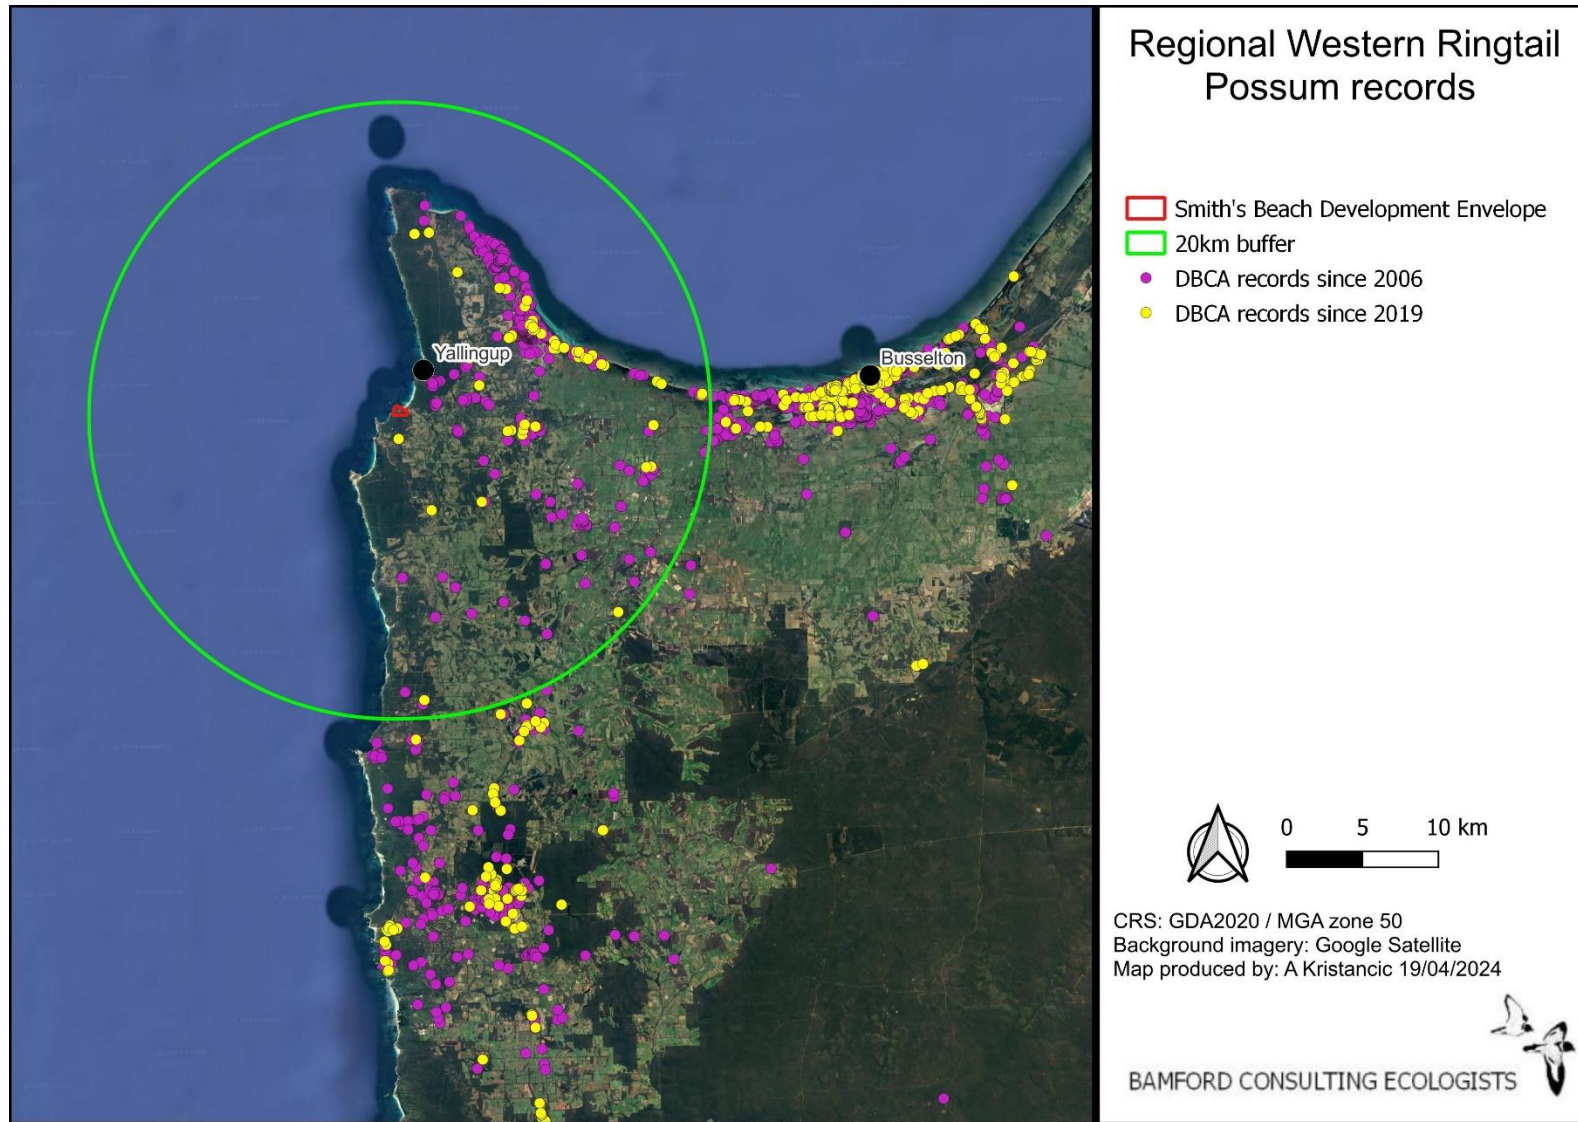 Regional Western Ringtail
Possum records
Smith's Beach Development Envelope
20km buffer
DBCA records since 2006
DBCA records since 2019
Yallingup
Busselton
0 5 10 km
CRS: GDA2020 / MGA zone 50
Background imagery: Google Satellite
Map produced by: A Kristancic 19/04/2024
BAMFORD CONSULTING ECOLOGISTS